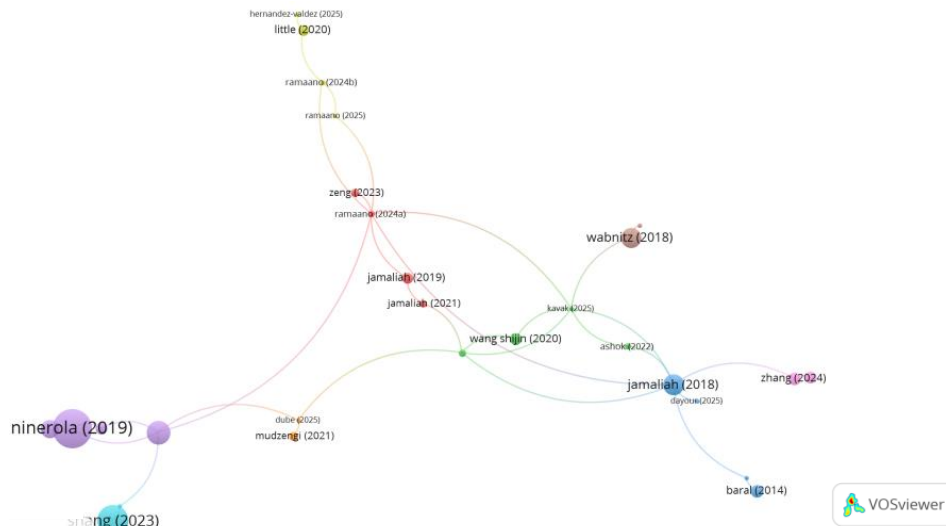 hernandez-valdez (2025)
little (2020)
ramaano (2024b)
ramaano (2025)
zeng (2023)
ramaano (2024a)
wabnitz (2018)
jamaliah (2019)
jamaliah (2021)
kavak (2025)
wang shijin (2020)
ashok (2022)
zhang (2024)
jamaliah (2018)
dayour (2025)
dube (2025)
ninerola (2019)
mudzengi (2021)
baral (2014)
VOSviewer
(2023)